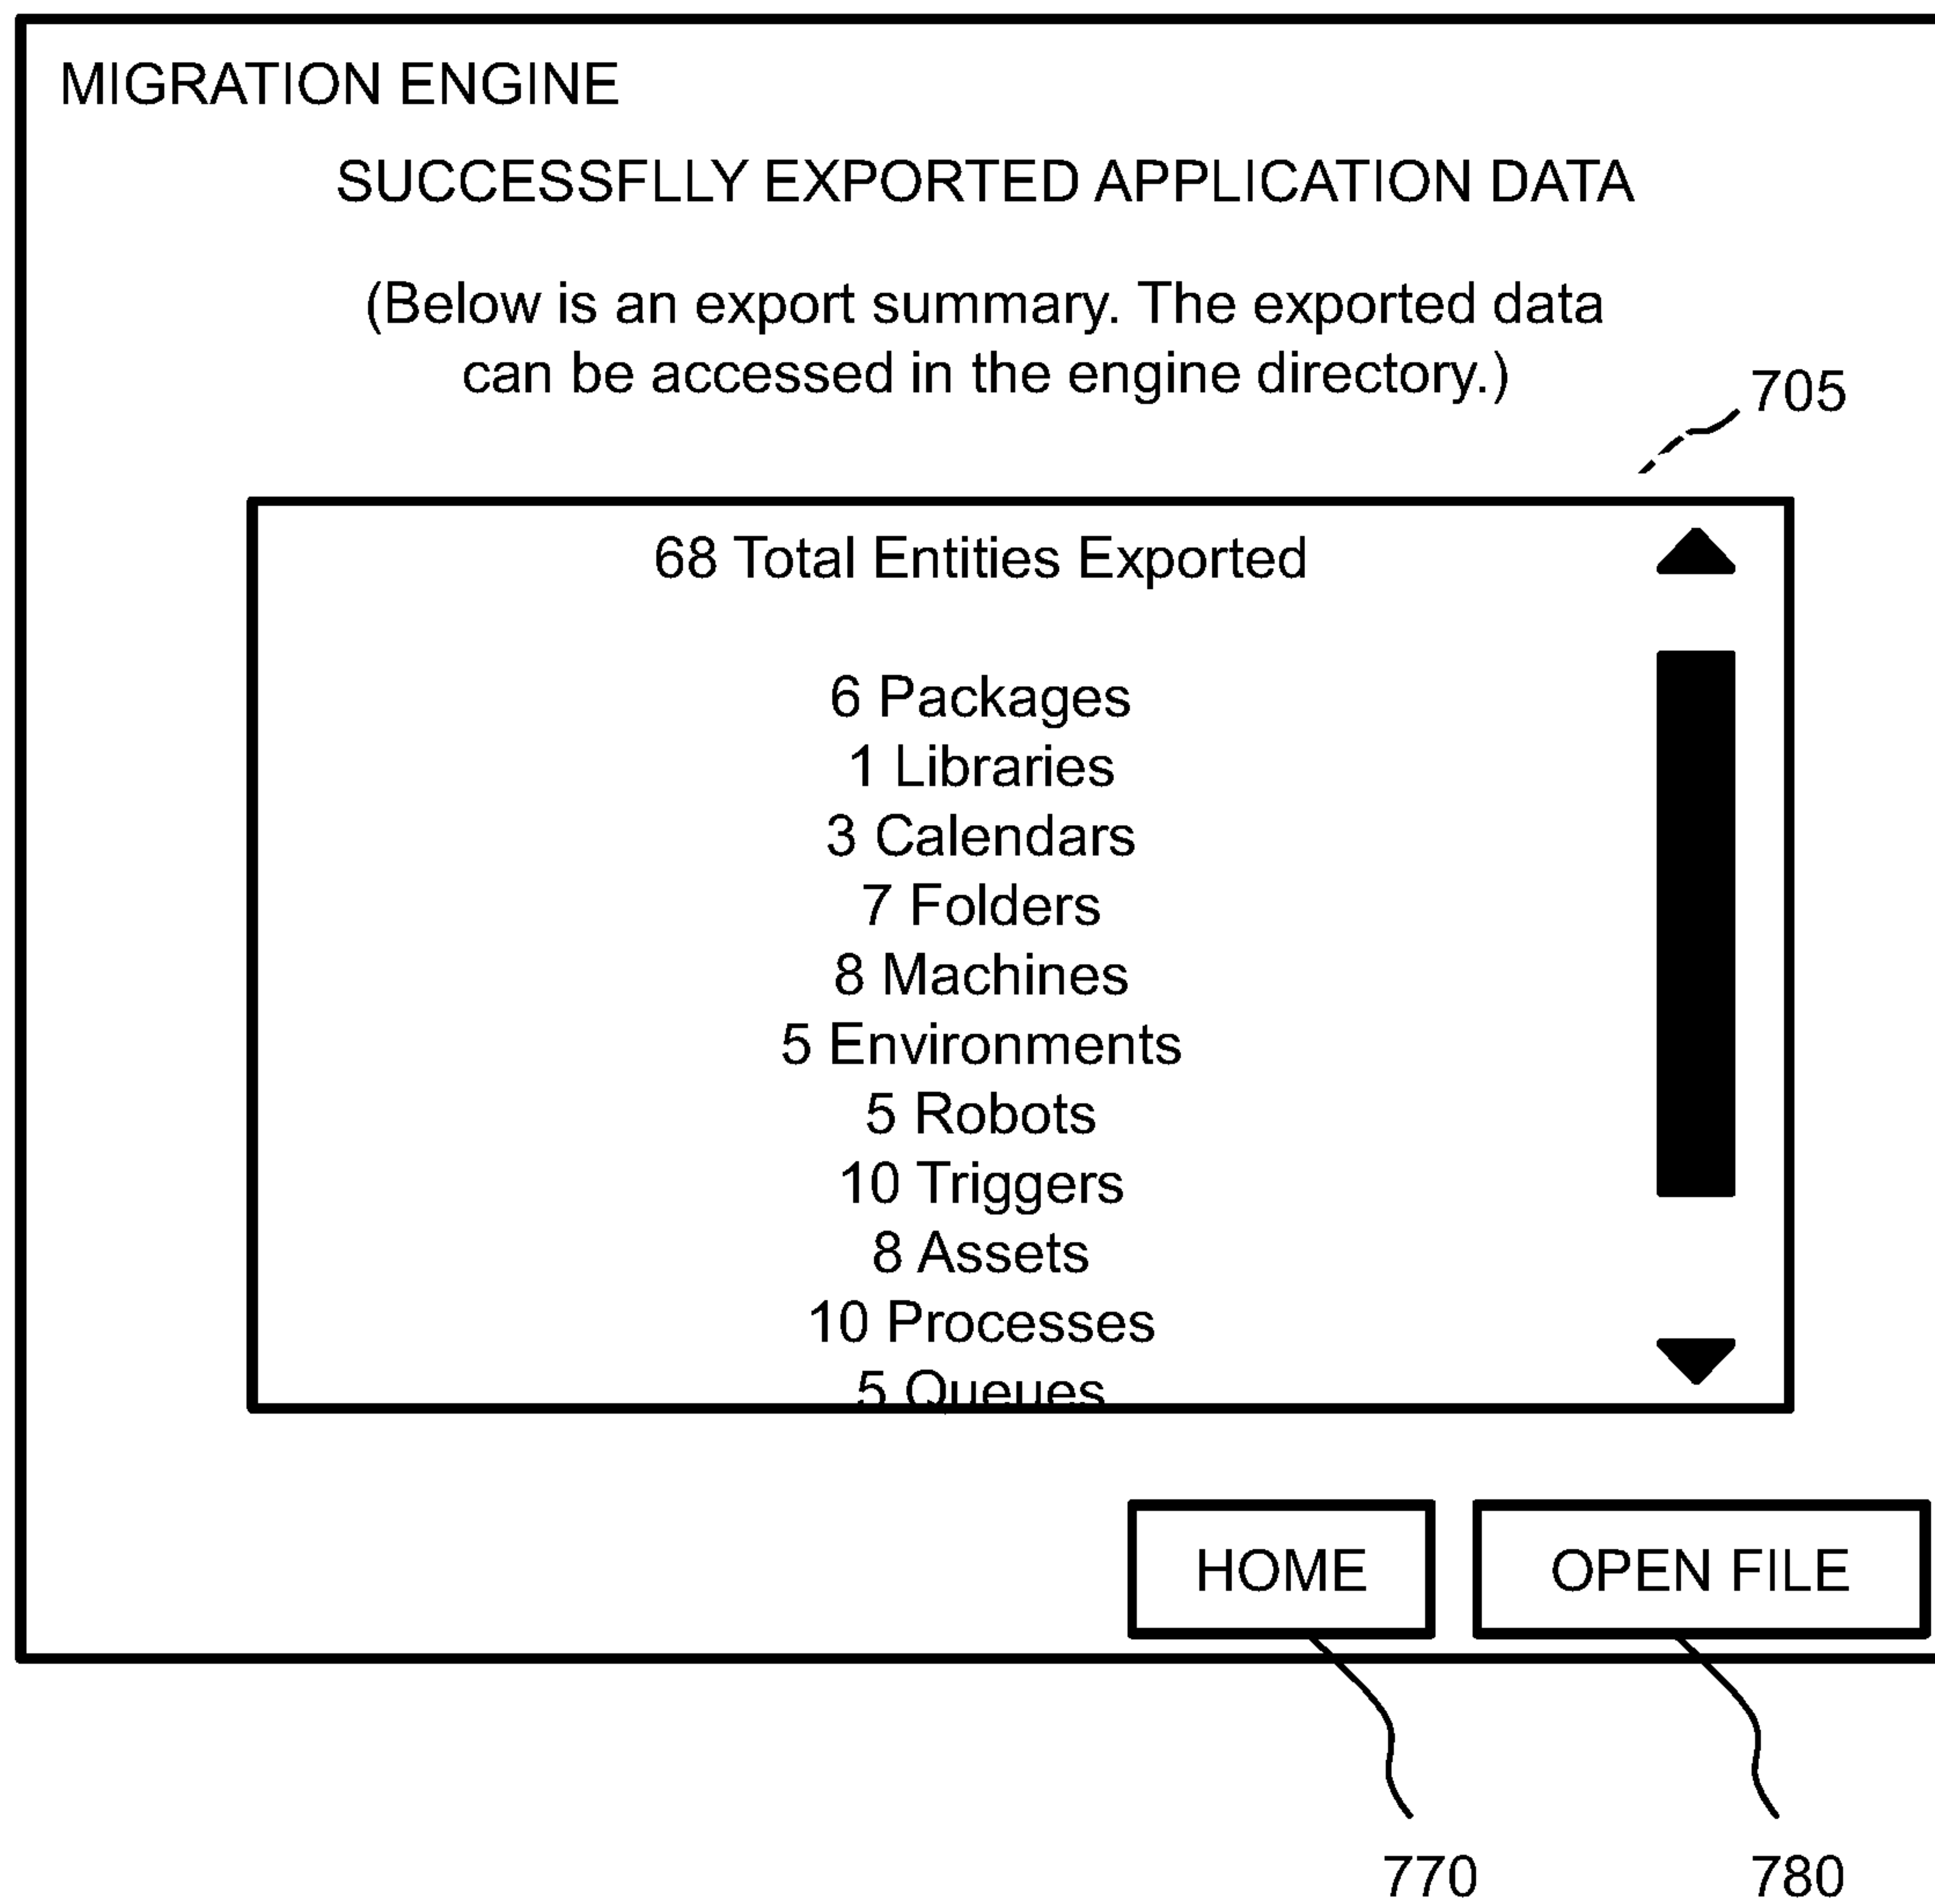 MIGRATION ENGINE
SUCCESSFLLY EXPORTED APPLICATION DATA
(Below is an export summary. The exported data
can be accessed in the engine directory.)
705
68 Total Entities Exported
6 Packages
1 Libraries
3 Calendars
7 Folders
8 Machines
5 Environments
5 Robots
10 Triggers
8 Assets
10 Processes
5 Queues
HOME
OPEN FILE
770
780